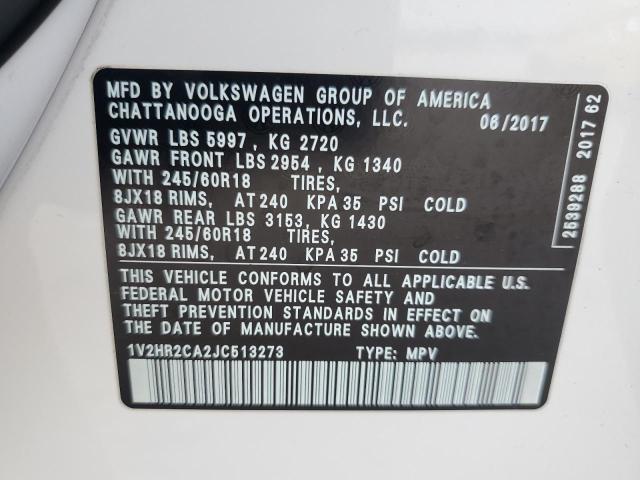 MFD BY VOLKSWAGEN GROUP OF AMERICA
CHATTANOOGA OPERATIONS, LLC. 06/2017
GVWR LBS 5997 , KG 2720
GAWR FRONT LBS 2954 , KG 1340
WITH 245/60R18 TIRES,
8JX18 RIMS, AT 240 KPA 35 PSI COLD
GAWR REAR LBS 3153, KG 1430
WITH 245/60R18 TIRES,
8JX18 RIMS, AT 240 KPA 35 PSI COLD
THIS VEHICLE CONFORMS TO ALL APPLICABLE U.S.
FEDERAL MOTOR VEHICLE SAFETY AND
THEFT PREVENTION STANDARDS IN EFFECT ON
THE DATE OF MANUFACTURE SHOWN ABOVE.
1V2HR2CA2JC513273 TYPE: MPV
2539288 2017 62